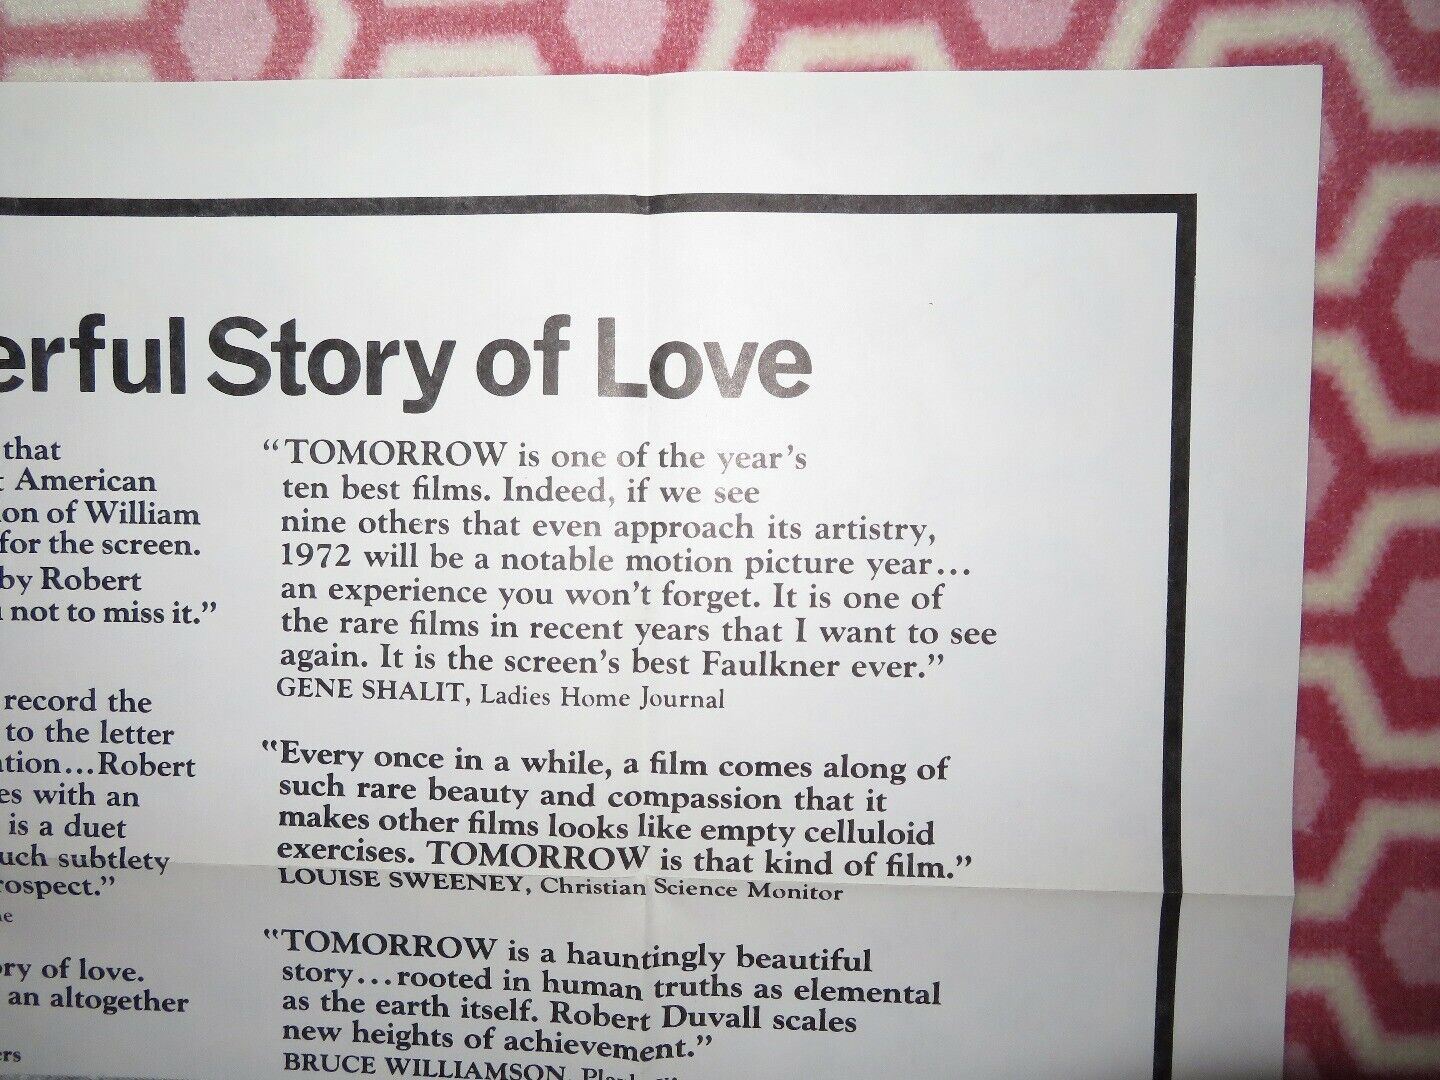 Story of Love
that
American
of William
for the screen.
by Robert
not to miss it.”
record the
to the letter
...Robert
with an
is a duet
subtlety
of love.
an altogether
“TOMORROW is one of the year's
ten best films. Indeed, if we see
nine others that even approach its artistry,
1972 will be a notable motion picture year...
an experience you won't forget. It is one of
the rare films in recent years that I want to see
again. It is the screen's best Faulkner ever.”
GENE SHALIT, Ladies Home Journal
“Every once in a while, a film comes along of
such rare beauty and compassion that it
makes other films looks like empty celluloid
exercises. TOMORROW is that kind of film.”
LOUISE SWEENEY, Christian Science Monitor
“TOMORROW is a hauntingly beautiful
story...rooted in human truths as elemental
as the earth itself. Robert Duvall scales
new heights of achievement.”
BRUCE WILLIAMSON,